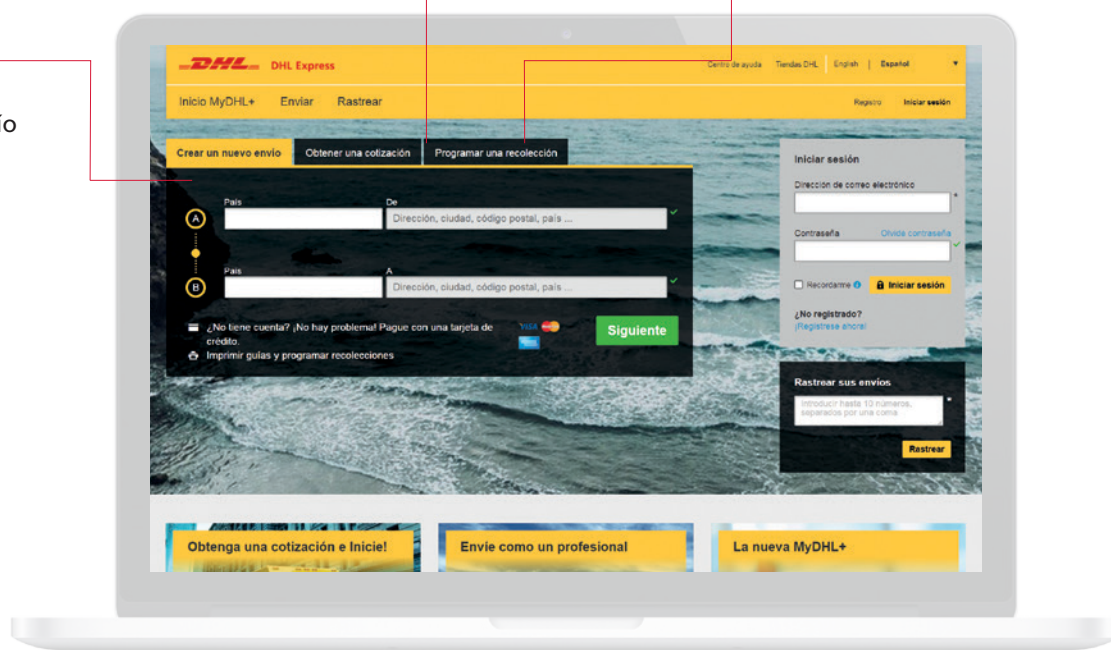 ío
DHL DHL Express
Centro de ayuda Tiendas DHL English | Español
Inicio MyDHL+ Enviar Rastrear
Registro Iniciar sesión
Crear un nuevo envío Obtener una cotización Programar una recolección
País De
A
Dirección, ciudad, código postal, país ...
País A
B
Dirección, ciudad, código postal, país ...
¿No tiene cuenta? ¡No hay problema! Pague con una tarjeta de
crédito.
VISA
Imprimir guías y programar recolecciones
Siguiente
Iniciar sesión
Dirección de correo electrónico
*
Contraseña Olvide contraseña
Recordarme Iniciar sesión
¿No registrado?
¡Regístrese ahora!
Rastrear sus envíos
Introducir hasta 10 números,
separados por una coma
*
Rastrear
Obtenga una cotización e Inicie!
Envíe como un profesional
La nueva MyDHL+